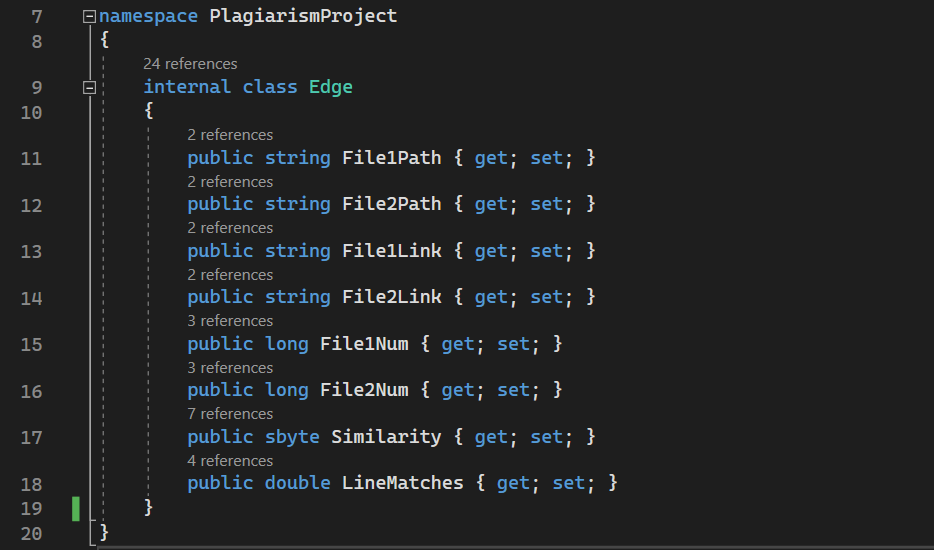 7 namespace PlagiarismProject
8 {
24 references
9 internal class Edge
10 {
2 references
11 public string File1Path { get; set; }
2 references
12 public string File2Path { get; set; }
2 references
13 public string File1Link { get; set; }
2 references
14 public string File2Link { get; set; }
3 references
15 public long File1Num { get; set; }
3 references
16 public long File2Num { get; set; }
7 references
17 public sbyte Similarity { get; set; }
4 references
18 public double LineMatches { get; set; }
19 }
20 }